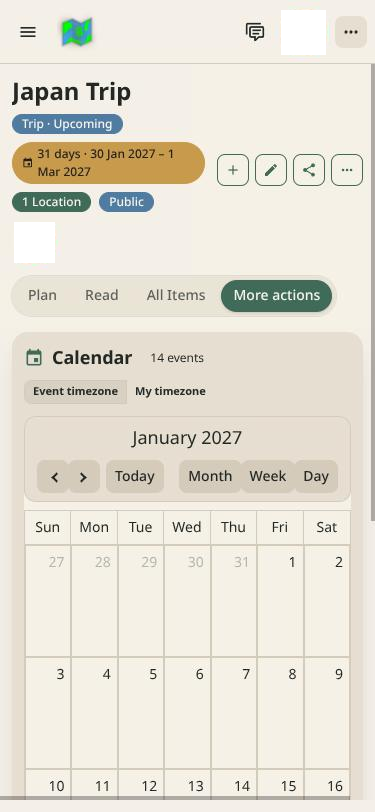 Japan Trip
Trip · Upcoming
31 days · 30 Jan 2027 – 1
Mar 2027
1 Location Public
Plan Read All Items More actions
Calendar 14 events
Event timezone My timezone
January 2027
Today Month Week Day
Sun Mon Tue Wed Thu Fri Sat
27 28 29 30 31 1 2
3 4 5 6 7 8 9
10 11 12 13 14 15 16